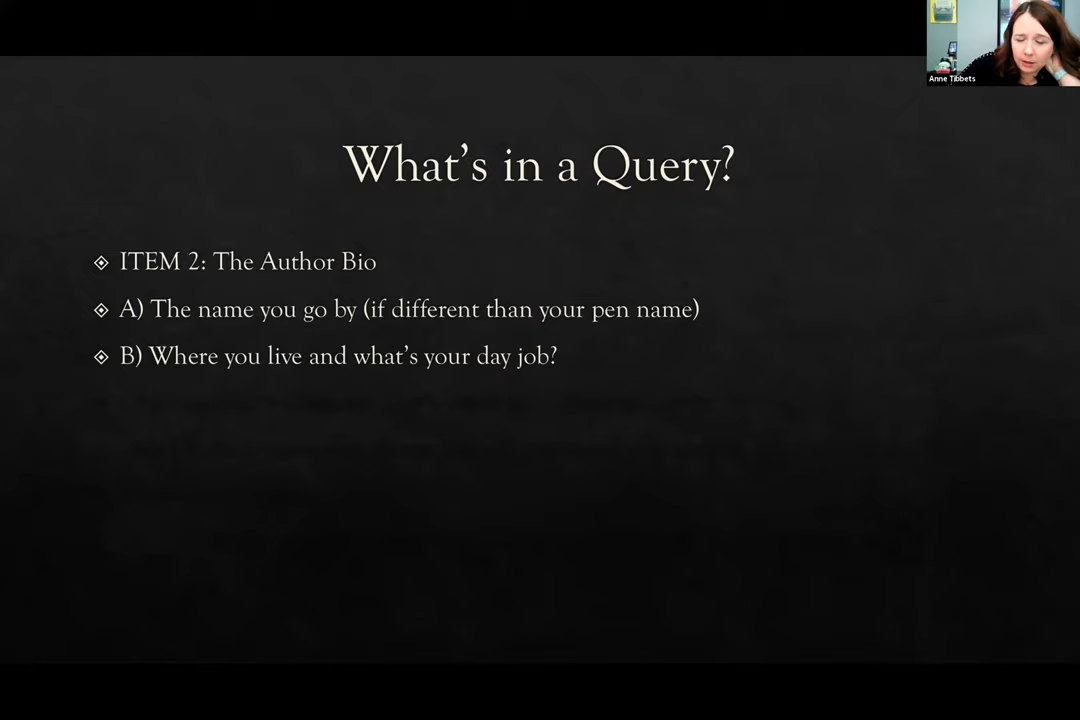 What's in a Query?
ITEM 2: The Author Bio
A) The name you go by (if different than your pen name)
B) Where you live and what's your day job?
Anne Tibbets